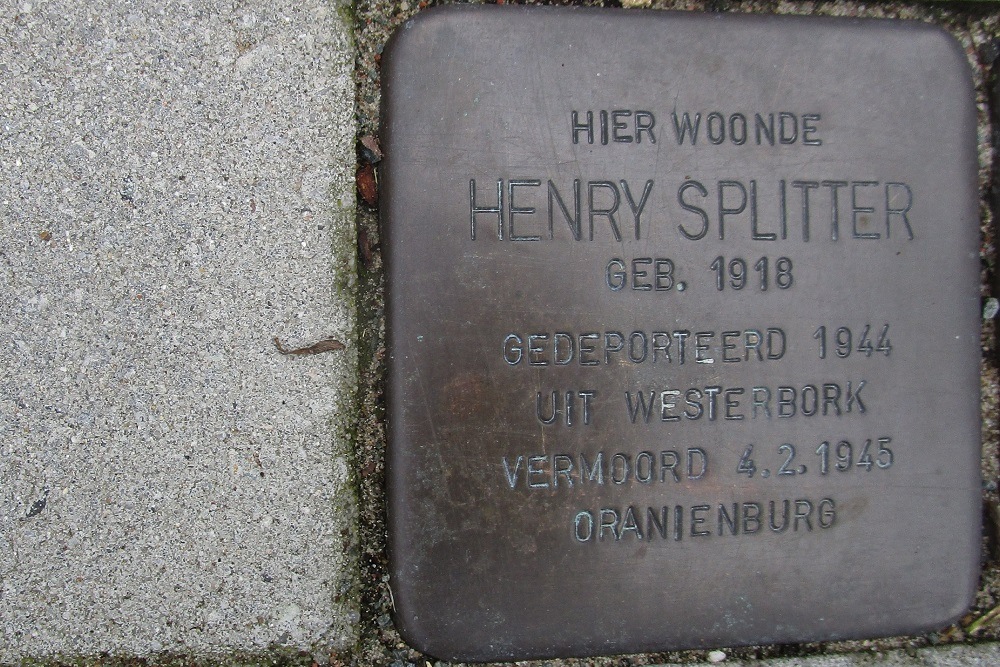 HIER WOONDE
HENRY SPLITTER
GEB. 1918
GEDEPORTEERD 1944
UIT WESTERBORK
VERMOORD 4.2.1945
ORANIENBURG